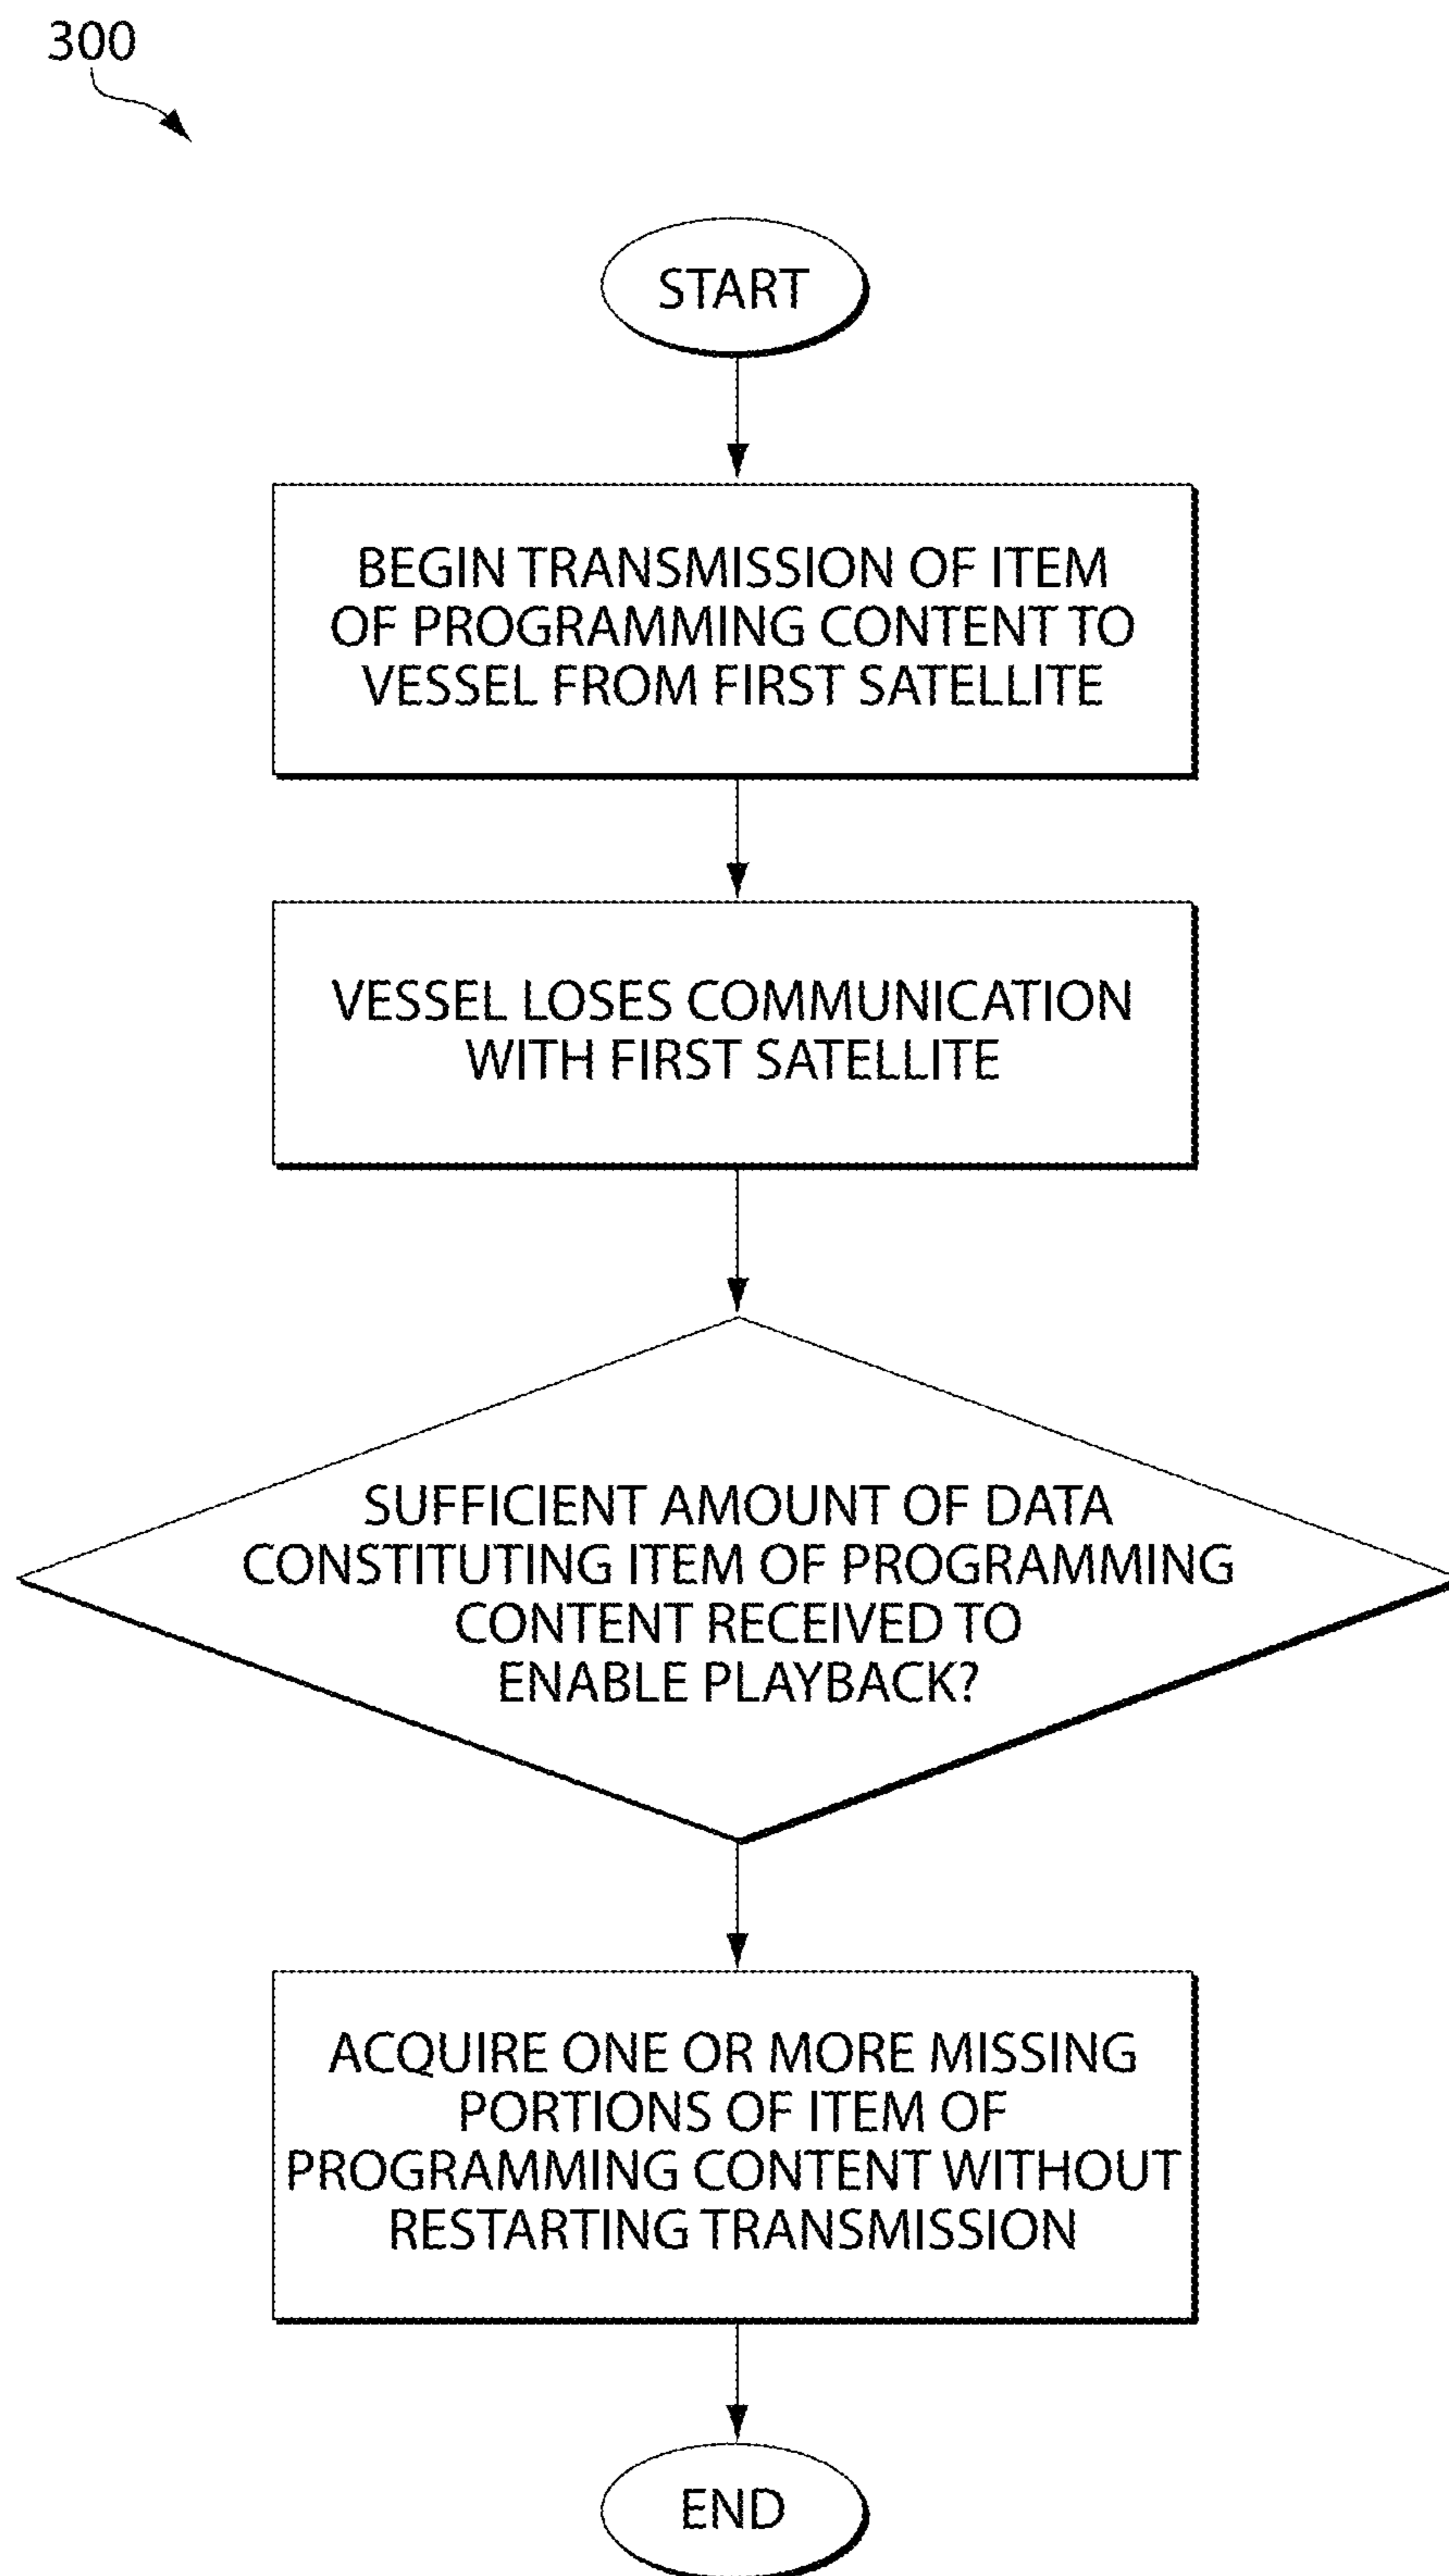 300
START
BEGIN TRANSMISSION OF ITEM
OF PROGRAMMING CONTENT TO
VESSEL FROM FIRST SATELLITE
VESSEL LOSES COMMUNICATION
WITH FIRST SATELLITE
SUFFICIENT AMOUNT OF DATA
CONSTITUTING ITEM OF PROGRAMMING
CONTENT RECEIVED TO
ENABLE PLAYBACK?
ACQUIRE ONE OR MORE MISSING
PORTIONS OF ITEM OF
PROGRAMMING CONTENT WITHOUT
RESTARTING TRANSMISSION
END